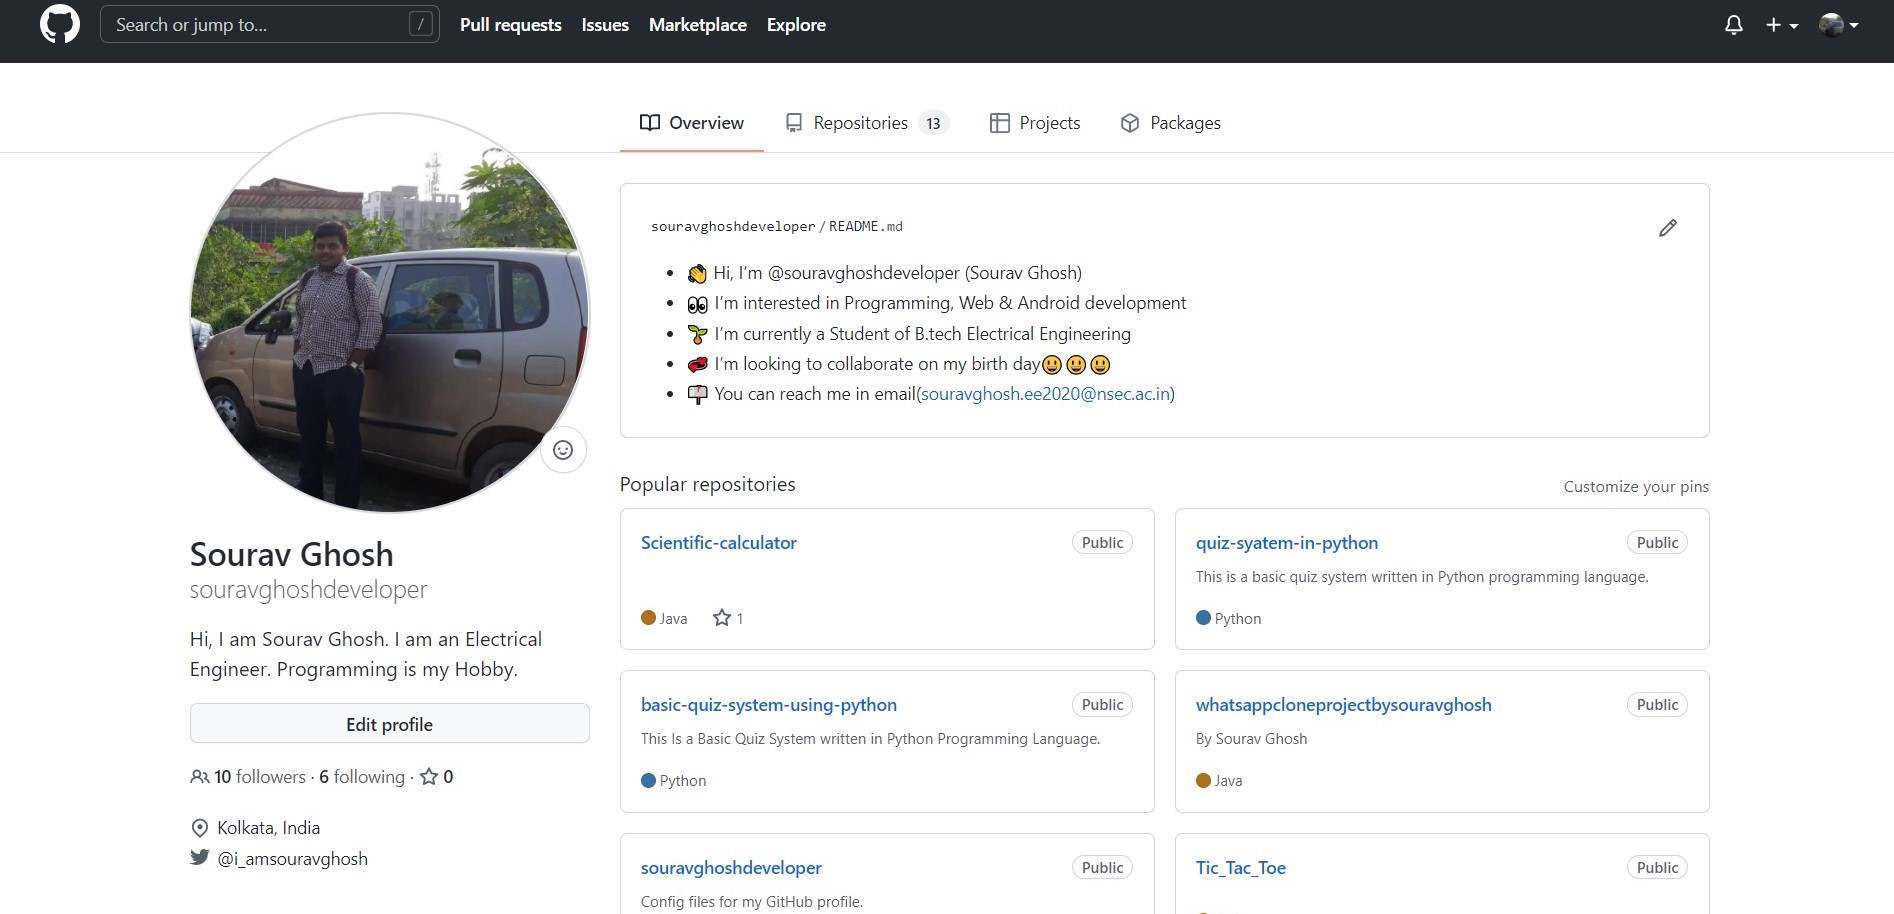 Search or jump to...
/
Pull requests
Issues
Marketplace
Explore
Overview
Repositories 13
Projects
Packages
souravghoshdeveloper/README.md
👋 Hi, I’m @souravghoshdeveloper (Sourav Ghosh)
👀 I’m interested in Programming, Web & Android development
🌱 I’m currently a Student of B.tech Electrical Engineering
💞️ I’m looking to collaborate on my birth day😃😃😃
📫 You can reach me in email(souravghosh.ee2020@nsec.ac.in)
Sourav Ghosh
souravghoshdeveloper
Hi, I am Sourav Ghosh. I am an Electrical
Engineer. Programming is my Hobby.
Edit profile
10 followers · 6 following · 0
Kolkata, India
@i_amsouravghosh
Popular repositories
Customize your pins
Scientific-calculator
Public
Java 1
quiz-syatem-in-python
Public
This is a basic quiz system written in Python programming language.
Python
basic-quiz-system-using-python
Public
This Is a Basic Quiz System written in Python Programming Language.
Python
whatsappcloneprojectbysouravghosh
Public
By Sourav Ghosh
Java
souravghoshdeveloper
Public
Config files for my GitHub profile.
Tic_Tac_Toe
Public